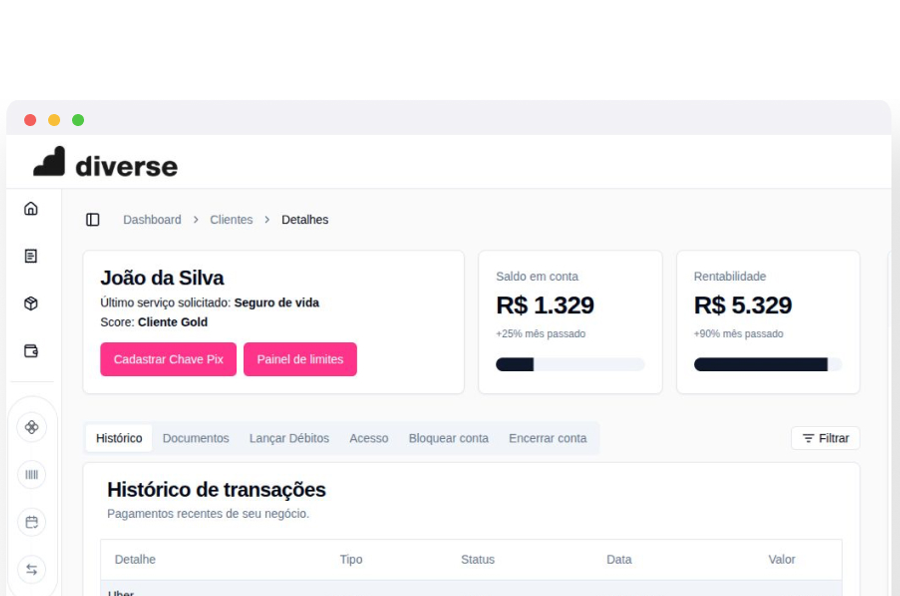 diverse
Dashboard > Clientes > Detalhes
João da Silva
Último serviço solicitado: Seguro de vida
Score: Cliente Gold
Cadastrar Chave Pix
Painel de limites
Saldo em conta
R$ 1.329
+25% mês passado
Rentabilidade
R$ 5.329
+90% mês passado
Histórico Documentos Lançar Débitos Acesso Bloquear conta Encerrar conta
Filtrar
Histórico de transações
Pagamentos recentes de seu negócio.
Detalhe Tipo Status Data Valor
Uber